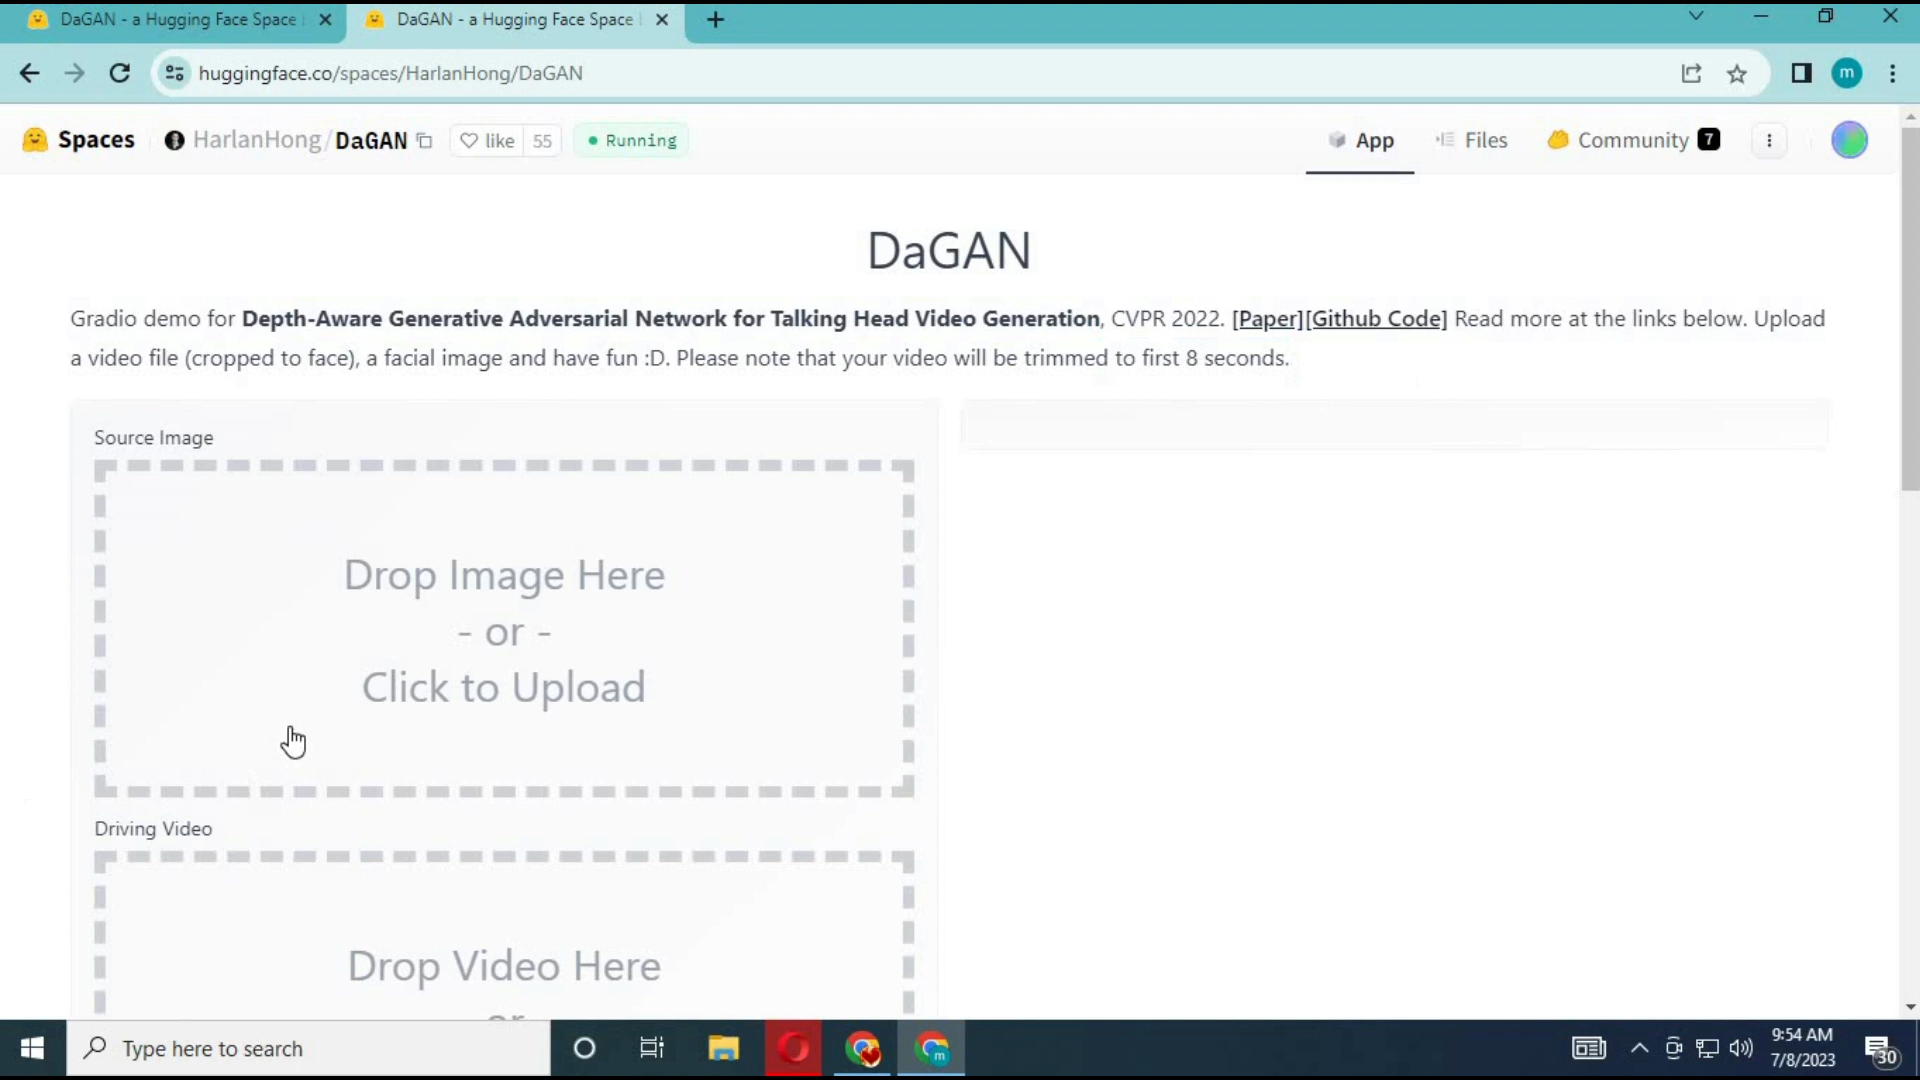 DaGAN - a Hugging Face Space
DaGAN - a Hugging Face Space
huggingface.co/spaces/HarlanHong/DaGAN
m
Spaces HarlanHong/DaGAN like 55 Running App Files Community 7
DaGAN
Gradio demo for Depth-Aware Generative Adversarial Network for Talking Head Video Generation, CVPR 2022. [Paper][Github Code] Read more at the links below. Upload
a video file (cropped to face), a facial image and have fun :D. Please note that your video will be trimmed to first 8 seconds.
Source Image
Drop Image Here
- or -
Click to Upload
Driving Video
Drop Video Here
or
Type here to search
m
9:54 AM
7/8/2023
30